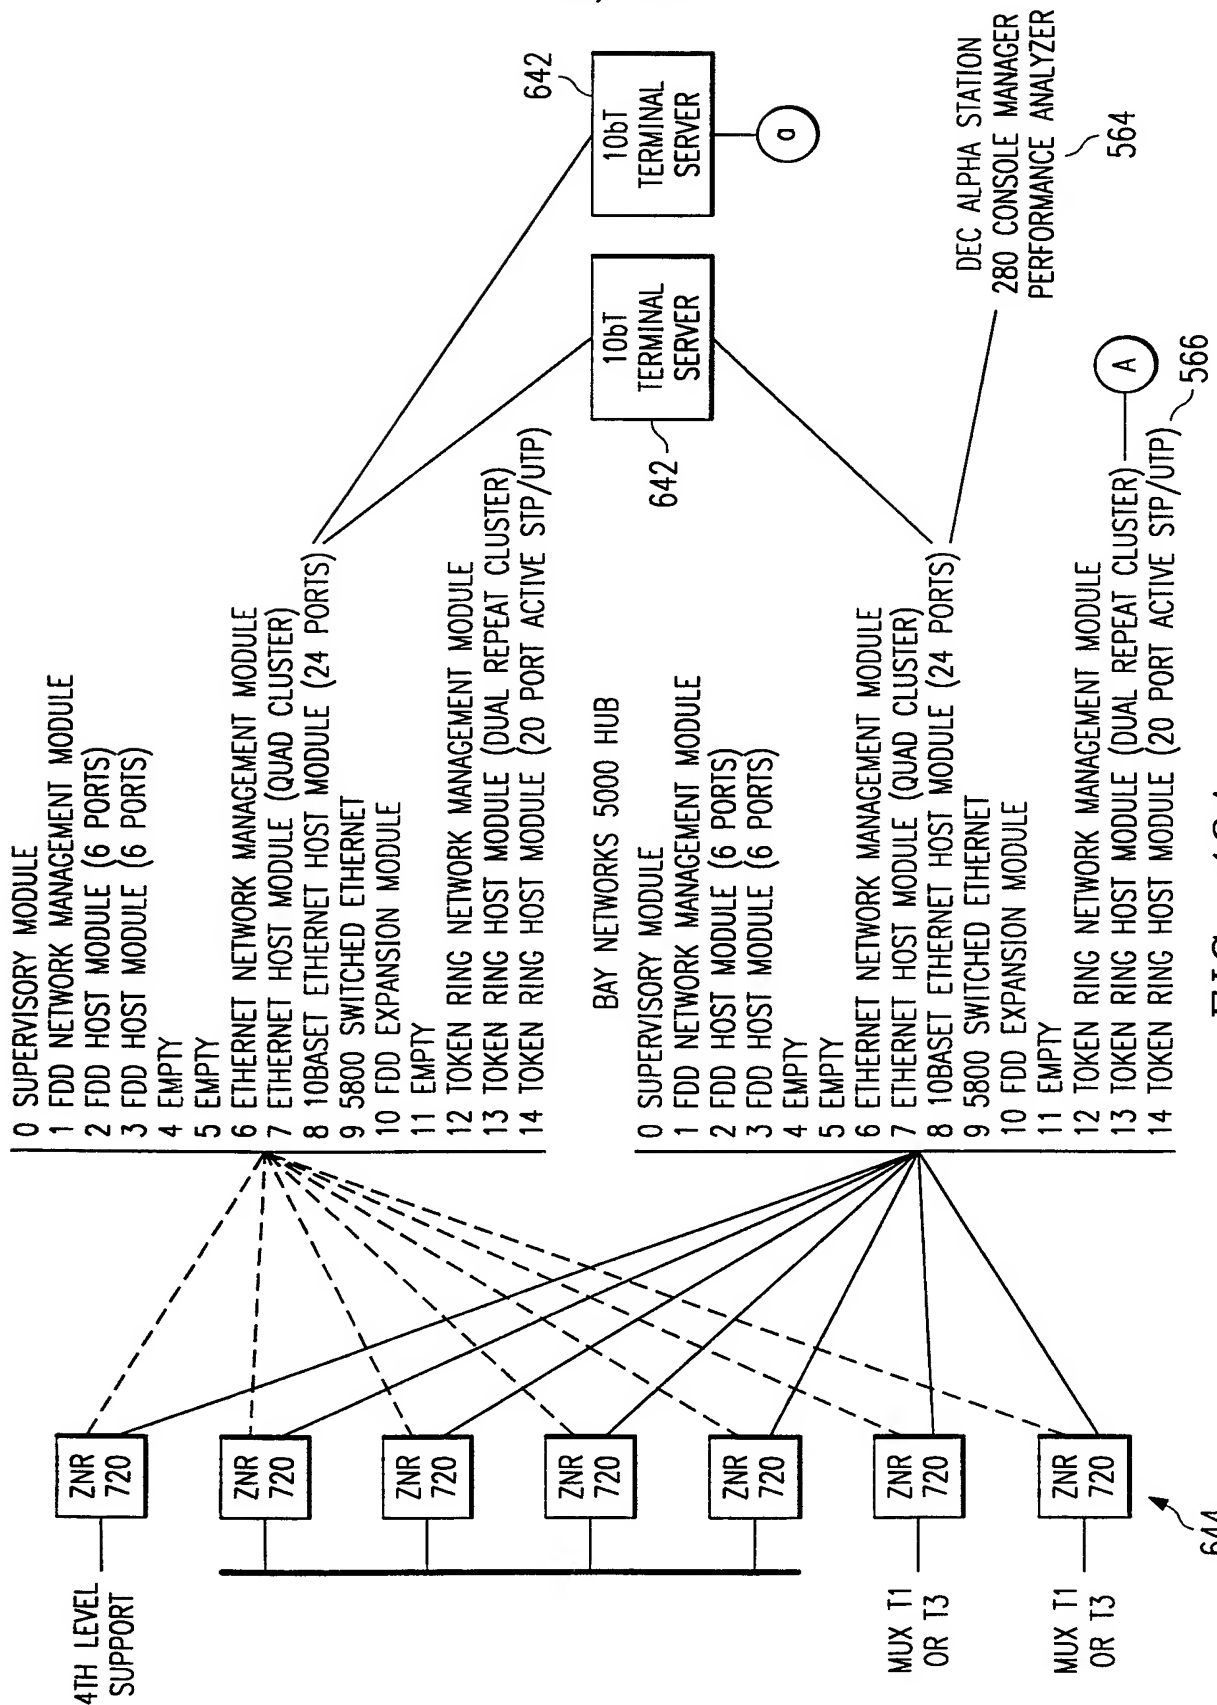 4TH LEVEL
SUPPORT
MUX T1
OR T3
MUX T1
OR T3
ZNR
720
ZNR
720
ZNR
720
ZNR
720
ZNR
720
ZNR
720
ZNR
720
644
0 SUPERVISORY MODULE
1 FDD NETWORK MANAGEMENT MODULE
2 FDD HOST MODULE (6 PORTS)
3 FDD HOST MODULE (6 PORTS)
4 EMPTY
5 EMPTY
6 ETHERNET NETWORK MANAGEMENT MODULE
7 ETHERNET HOST MODULE (QUAD CLUSTER)
8 10BASET ETHERNET HOST MODULE (24 PORTS)
9 5800 SWITCHED ETHERNET
10 FDD EXPANSION MODULE
11 EMPTY
12 TOKEN RING NETWORK MANAGEMENT MODULE
13 TOKEN RING HOST MODULE (DUAL REPEAT CLUSTER)
14 TOKEN RING HOST MODULE (20 PORT ACTIVE STP/UTP)
BAY NETWORKS 5000 HUB
0 SUPERVISORY MODULE
1 FDD NETWORK MANAGEMENT MODULE
2 FDD HOST MODULE (6 PORTS)
3 FDD HOST MODULE (6 PORTS)
4 EMPTY
5 EMPTY
6 ETHERNET NETWORK MANAGEMENT MODULE
7 ETHERNET HOST MODULE (QUAD CLUSTER)
8 10BASET ETHERNET HOST MODULE (24 PORTS)
9 5800 SWITCHED ETHERNET
10 FDD EXPANSION MODULE
11 EMPTY
12 TOKEN RING NETWORK MANAGEMENT MODULE
13 TOKEN RING HOST MODULE (DUAL REPEAT CLUSTER)
14 TOKEN RING HOST MODULE (20 PORT ACTIVE STP/UTP)
A
566
642
10bT
TERMINAL
SERVER
642
10bT
TERMINAL
SERVER
a
DEC ALPHA STATION
280 CONSOLE MANAGER
PERFORMANCE ANALYZER
564